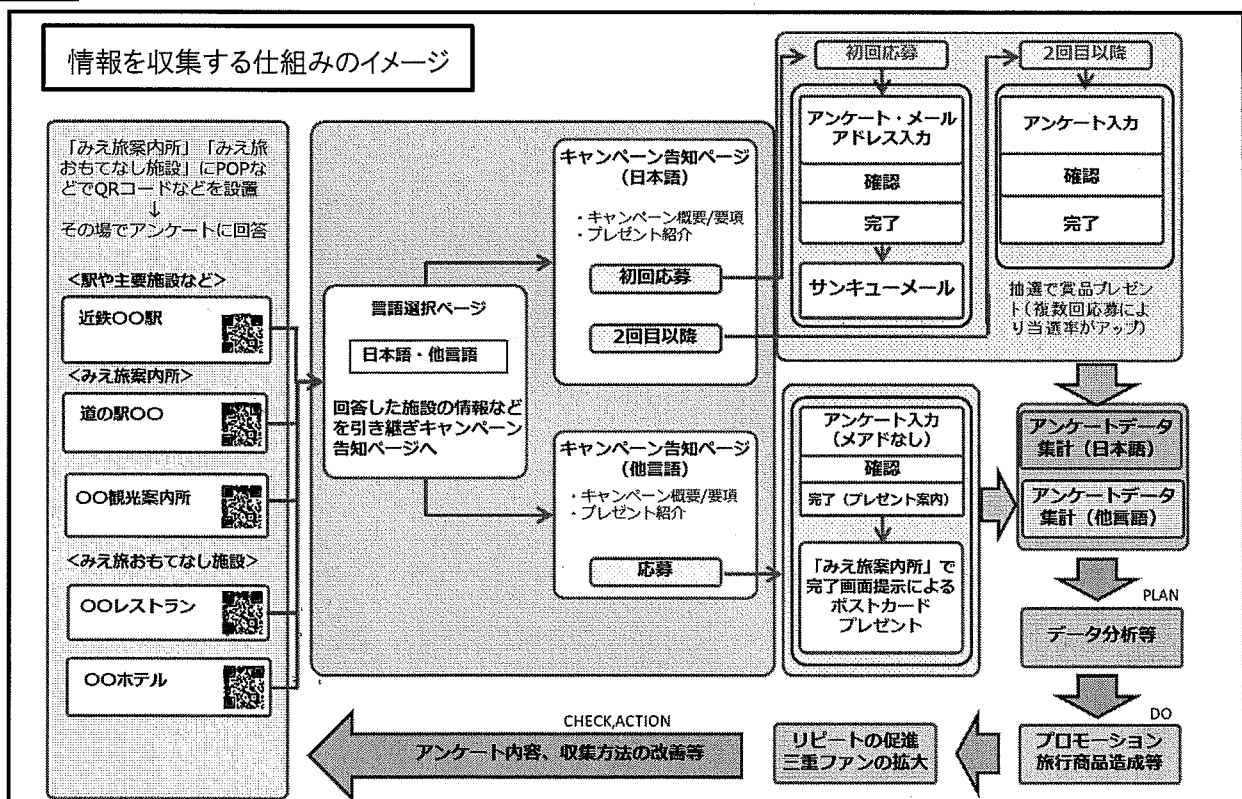 情報を収集する仕組みのイメージ
「みえ旅案内所」「みえ旅
おもてなし施設」にPOPな
どでQRコードなどを設置
↓
その場でアンケートに回答
<駅や主要施設など>
近鉄〇〇駅
<みえ旅案内所>
道の駅〇〇
〇〇観光案内所
<みえ旅おもてなし施設>
〇〇レストラン
〇〇ホテル
言語選択ページ
日本語・他言語
回答した施設の情報など
を引き継ぎキャンペーン
告知ページへ
キャンペーン告知ページ
(日本語)
・キャンペーン概要/要項
・プレゼント紹介
初回応募
2回目以降
キャンペーン告知ページ
(他言語)
・キャンペーン概要/要項
・プレゼント紹介
応募
初回応募
アンケート・メール
アドレス入力
確認
完了
サンキューメール
2回目以降
アンケート入力
確認
完了
抽選で賞品プレゼン
ト(複数回応募によ
り当選率がアップ)
アンケート入力
(メアドなし)
確認
完了(プレゼント案内)
「みえ旅案内所」で
完了画面提示による
ポストカード
プレゼント
アンケートデータ
集計(日本語)
アンケートデータ
集計(他言語)
PLAN
データ分析等
DO
プロモーション
旅行商品造成等
リピートの促進
三重ファンの拡大
CHECK,ACTION
アンケート内容、収集方法の改善等